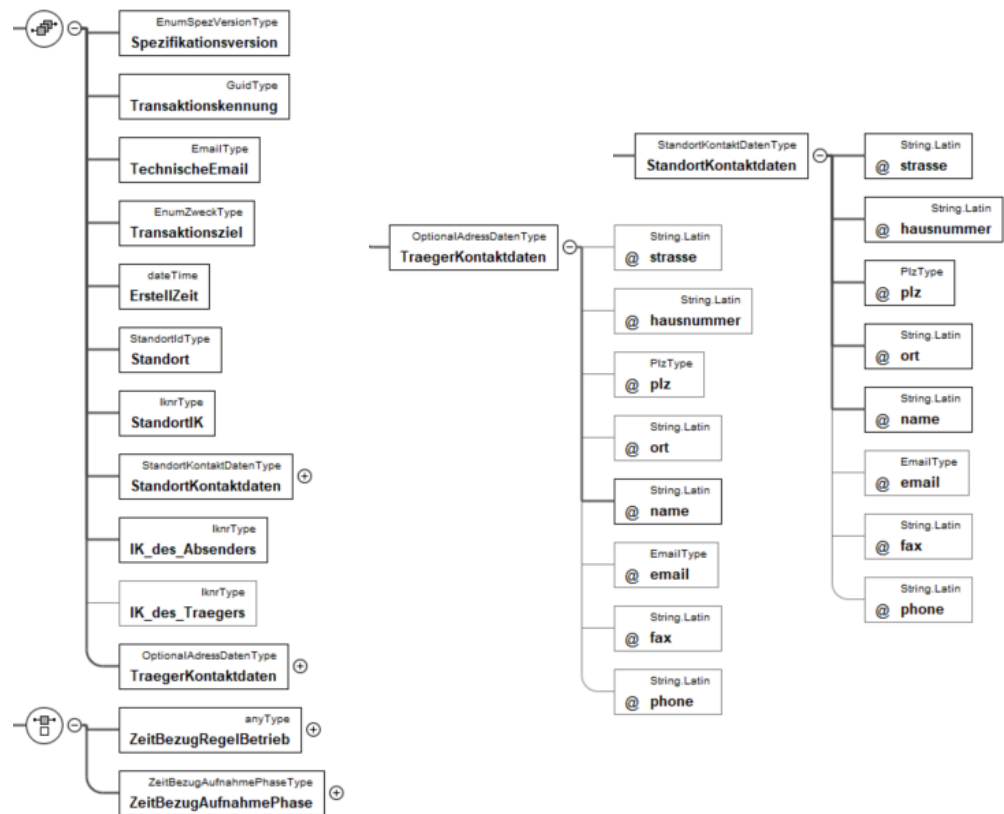 EnumSpezVersionType
Spezifikationsversion
GuidType
Transaktionskennung
EmailType
TechnischeEmail
EnumZweckType
Transaktionsziel
dateTime
ErstellZeit
StandortIdType
Standort
IknrType
StandortIK
StandortKontaktDatenType
StandortKontaktdaten
IknrType
IK_des_Absenders
IknrType
IK_des_Traegers
OptionalAdressDatenType
TraegerKontaktdaten
anyType
ZeitBezugRegelBetrieb
ZeitBezugAufnahmePhaseType
ZeitBezugAufnahmePhase
OptionalAdressDatenType
TraegerKontaktdaten
String.Latin
@ strasse
String.Latin
@ hausnummer
PlzType
@ plz
String.Latin
@ ort
String.Latin
@ name
EmailType
@ email
String.Latin
@ fax
String.Latin
@ phone
StandortKontaktDatenType
StandortKontaktdaten
String.Latin
@ strasse
String.Latin
@ hausnummer
PlzType
@ plz
String.Latin
@ ort
String.Latin
@ name
EmailType
@ email
String.Latin
@ fax
String.Latin
@ phone